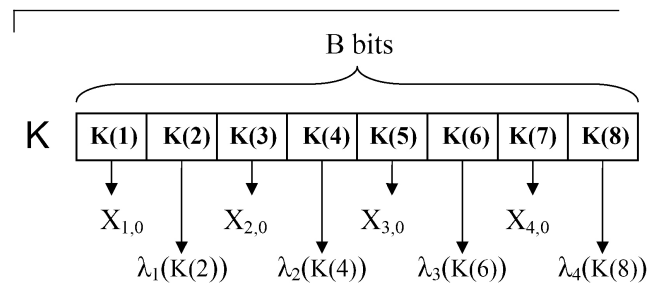 B bits
K K(1) K(2) K(3) K(4) K(5) K(6) K(7) K(8)
X1,0 X2,0 X3,0 X4,0
λ1(K(2)) λ2(K(4)) λ3(K(6)) λ4(K(8))